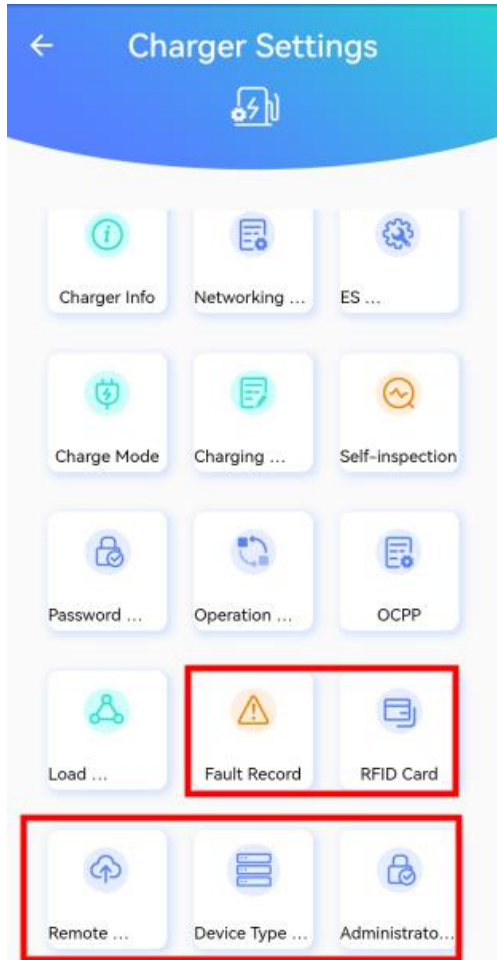 Charger Settings
Charger Info
Networking ...
ES ...
Charge Mode
Charging ...
Self-inspection
Password ...
Operation ...
OCPP
Load ...
Fault Record
RFID Card
Remote ...
Device Type ...
Administrato...